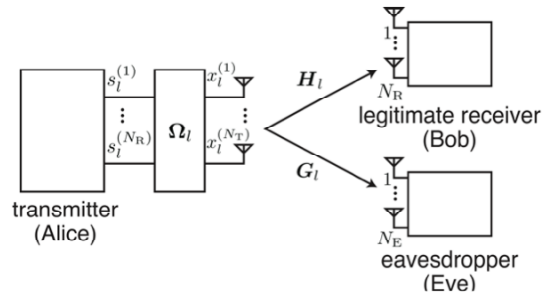 s_l^{(1)}
⋮
s_l^{(N_R)}
Ω_l
x_l^{(1)}
⋮
x_l^{(N_T)}
transmitter
(Alice)
H_l
G_l
1
⋮
N_R
legitimate receiver
(Bob)
1
⋮
N_E
eavesdropper
(Eve)